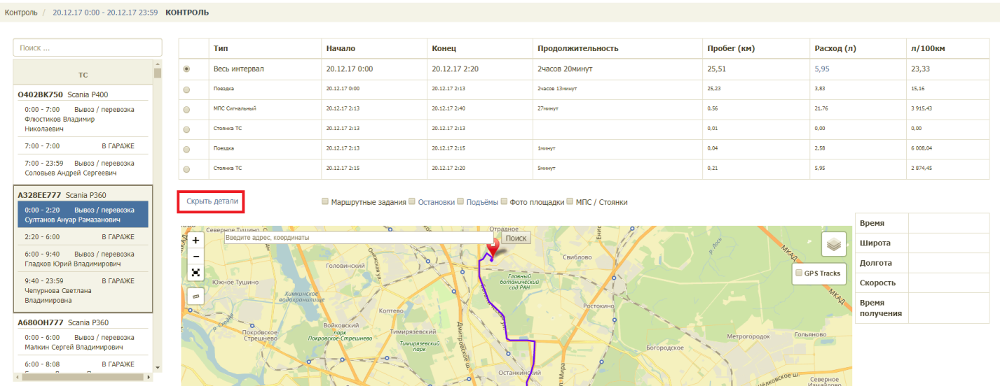 Контроль / 20.12.17 0:00 - 20.12.17 23:59 КОНТРОЛЬ
Поиск ...
ТС
О402ВК750 Scania P400
0:00 - 7:00 Вывоз / перевозка
Флюстиков Владимир
Николаевич
7:00 - 7:00 В ГАРАЖЕ
7:00 - 23:59 Вывоз / перевозка
Соловьев Андрей Сергеевич
А328ЕЕ777 Scania P360
0:00 - 2:20 Вывоз / перевозка
Султанов Ануар Рамазанович
2:20 - 6:00 В ГАРАЖЕ
6:00 - 9:40 Вывоз / перевозка
Гладков Юрий Владимирович
9:40 - 23:59 В ГАРАЖЕ
Чепурнова Светлана
Владимировна
А680ОН777 Scania P360
0:00 - 6:00 Вывоз / перевозка
Малкин Сергей Владимирович
6:00 - 8:08 В ГАРАЖЕ
Тип Начало Конец Продолжительность Пробег (км) Расход (л) л/100км
Весь интервал 20.12.17 0:00 20.12.17 2:20 2часов 20минут 25,51 5,95 23,33
Поездка 20.12.17 0:00 20.12.17 2:13 2часов 13минут 25,23 3,83 15,16
МПС Сигнальный 20.12.17 2:13 20.12.17 2:40 27минут 0,56 21,76 3 915,43
Стоянка ТС 20.12.17 2:13 20.12.17 2:13 0,01 0,00 0,00
Поездка 20.12.17 2:13 20.12.17 2:15 1минут 0,04 2,58 6 008,04
Стоянка ТС 20.12.17 2:15 20.12.17 2:20 5минут 0,21 5,95 2 874,45
Скрыть детали
Маршрутные задания Остановки Подъёмы Фото площадки МПС / Стоянки
Введите адрес, координаты
Поиск
GPS Tracks
Северное Тушино
Отрадное
Свиблово
Головинский
Южное Тушино
Химкинское
водохранилище
Главный
ботанический
сад РАН
Ростокино
Коптево
Войковский
парк
Покровское-Стрешнево
Покровское-
Стрешнево
Тимирязевский
Тимирязевский
парк
Дмитровское ш.
Останкинский
Богородское
Метрогородок
Гольяново
Северное
Измайлово
МКАД
МКАД
р. Лось
Время
Широта
Долгота
Скорость
Время
получения